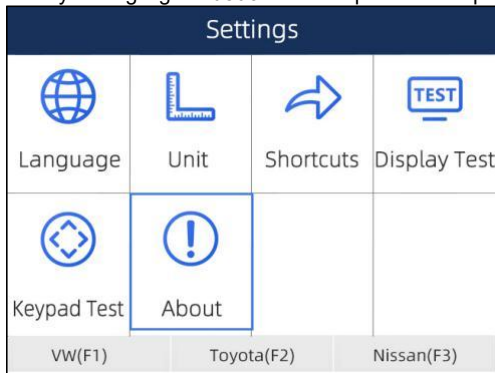 Settings
TEST
Language Unit Shortcuts Display Test
Keypad Test About
VW(F1) Toyota(F2) Nissan(F3)